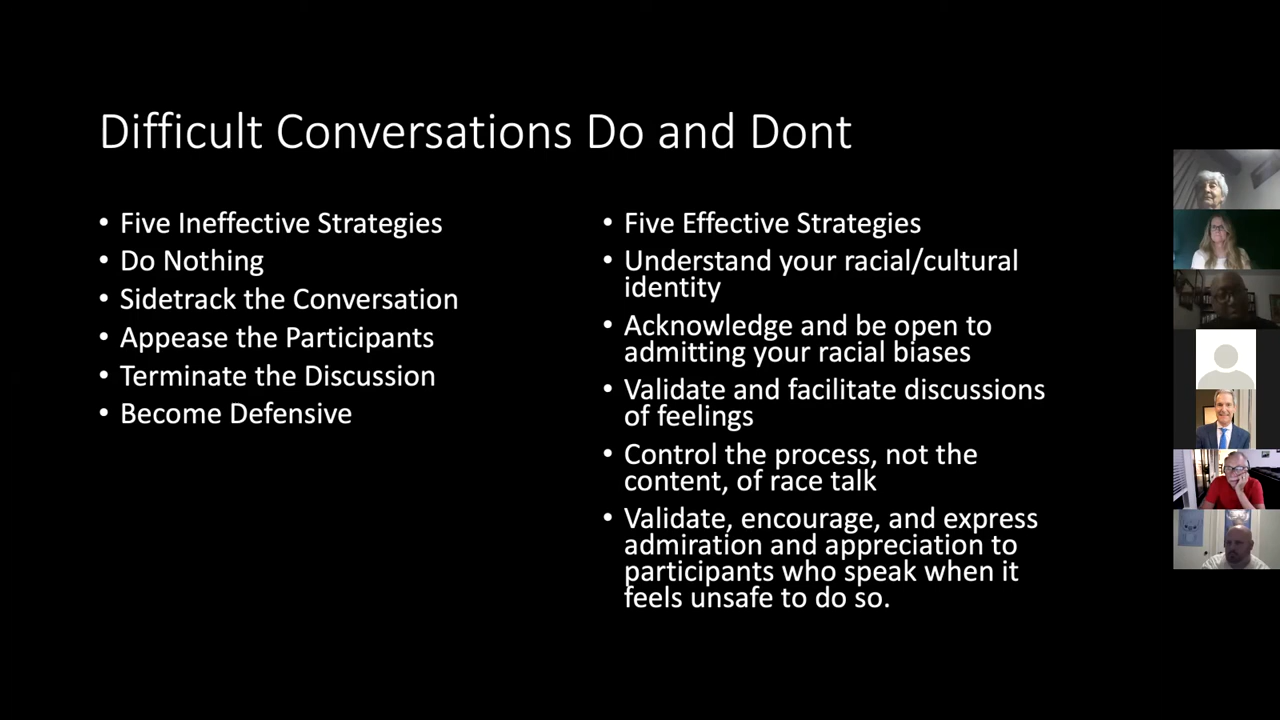 Difficult Conversations Do and Dont
• Five Ineffective Strategies
• Do Nothing
• Sidetrack the Conversation
• Appease the Participants
• Terminate the Discussion
• Become Defensive
• Five Effective Strategies
• Understand your racial/cultural
identity
• Acknowledge and be open to
admitting your racial biases
• Validate and facilitate discussions
of feelings
• Control the process, not the
content, of race talk
• Validate, encourage, and express
admiration and appreciation to
participants who speak when it
feels unsafe to do so.